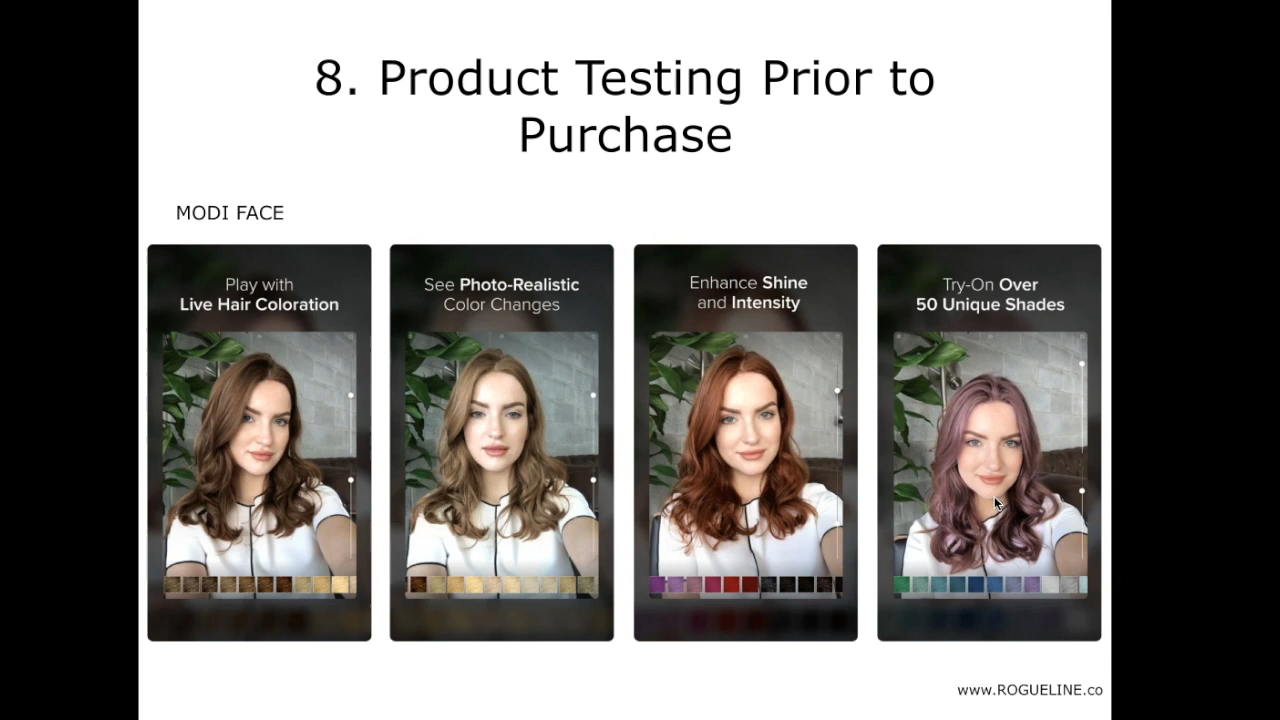 8. Product Testing Prior to
Purchase
MODI FACE
Play with
Live Hair Coloration
See Photo-Realistic
Color Changes
Enhance Shine
and Intensity
Try-On Over
50 Unique Shades
www.ROGUELINE.co